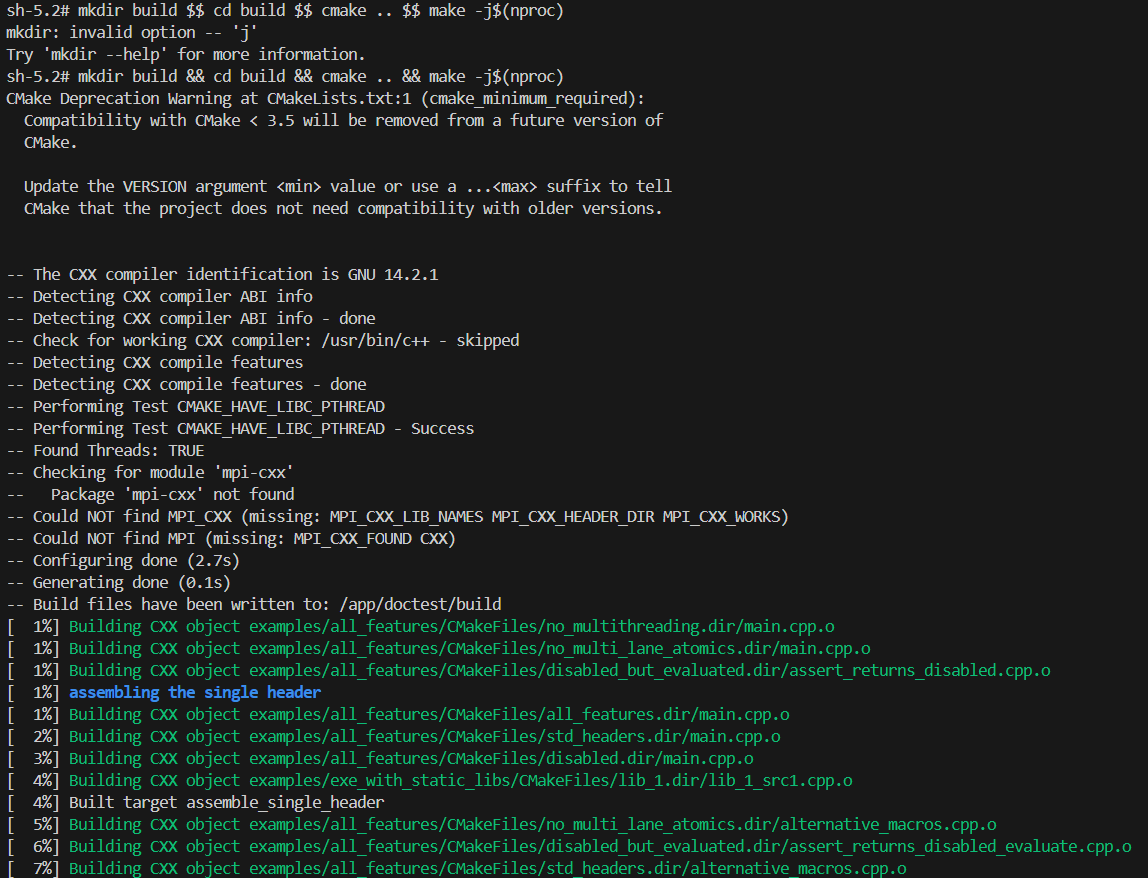 sh-5.2# mkdir build $$ cd build $$ cmake .. $$ make -j$(nproc)
mkdir: invalid option -- 'j'
Try 'mkdir --help' for more information.
sh-5.2# mkdir build && cd build && cmake .. && make -j$(nproc)
CMake Deprecation Warning at CMakeLists.txt:1 (cmake_minimum_required):
  Compatibility with CMake < 3.5 will be removed from a future version of
  CMake.

  Update the VERSION argument <min> value or use a ...<max> suffix to tell
  CMake that the project does not need compatibility with older versions.


-- The CXX compiler identification is GNU 14.2.1
-- Detecting CXX compiler ABI info
-- Detecting CXX compiler ABI info - done
-- Check for working CXX compiler: /usr/bin/c++ - skipped
-- Detecting CXX compile features
-- Detecting CXX compile features - done
-- Performing Test CMAKE_HAVE_LIBC_PTHREAD
-- Performing Test CMAKE_HAVE_LIBC_PTHREAD - Success
-- Found Threads: TRUE
-- Checking for module 'mpi-cxx'
--   Package 'mpi-cxx' not found
-- Could NOT find MPI_CXX (missing: MPI_CXX_LIB_NAMES MPI_CXX_HEADER_DIR MPI_CXX_WORKS)
-- Could NOT find MPI (missing: MPI_CXX_FOUND CXX)
-- Configuring done (2.7s)
-- Generating done (0.1s)
-- Build files have been written to: /app/doctest/build
[  1%] Building CXX object examples/all_features/CMakeFiles/no_multithreading.dir/main.cpp.o
[  1%] Building CXX object examples/all_features/CMakeFiles/no_multi_lane_atomics.dir/main.cpp.o
[  1%] Building CXX object examples/all_features/CMakeFiles/disabled_but_evaluated.dir/assert_returns_disabled.cpp.o
[  1%] assembling the single header
[  1%] Building CXX object examples/all_features/CMakeFiles/all_features.dir/main.cpp.o
[  2%] Building CXX object examples/all_features/CMakeFiles/std_headers.dir/main.cpp.o
[  3%] Building CXX object examples/all_features/CMakeFiles/disabled.dir/main.cpp.o
[  4%] Building CXX object examples/exe_with_static_libs/CMakeFiles/lib_1.dir/lib_1_src1.cpp.o
[  4%] Built target assemble_single_header
[  5%] Building CXX object examples/all_features/CMakeFiles/no_multi_lane_atomics.dir/alternative_macros.cpp.o
[  6%] Building CXX object examples/all_features/CMakeFiles/disabled_but_evaluated.dir/assert_returns_disabled_evaluate.cpp.o
[  7%] Building CXX object examples/all_features/CMakeFiles/std_headers.dir/alternative_macros.cpp.o